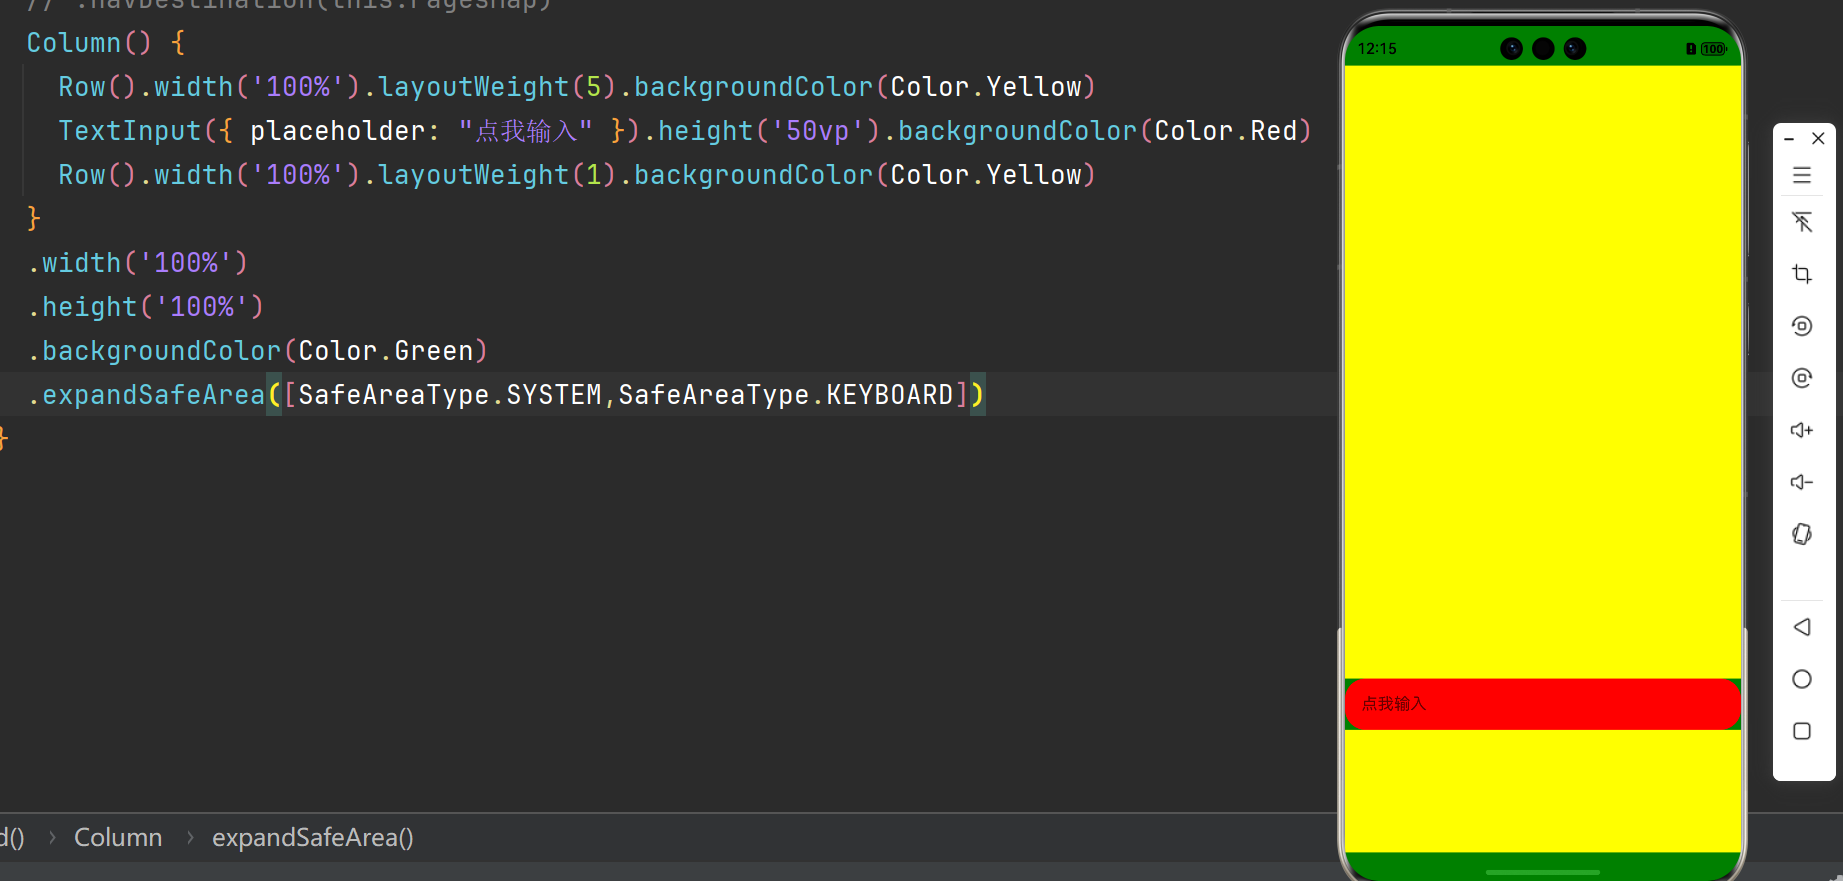 // .navDestination(this.PagesMap)
Column() {
Row().width('100%').layoutWeight(5).backgroundColor(Color.Yellow)
TextInput({ placeholder: "点我输入" }).height('50vp').backgroundColor(Color.Red)
Row().width('100%').layoutWeight(1).backgroundColor(Color.Yellow)
}
.width('100%')
.height('100%')
.backgroundColor(Color.Green)
.expandSafeArea([SafeAreaType.SYSTEM,SafeAreaType.KEYBOARD])
}
d() › Column › expandSafeArea()
12:15 100
点我输入